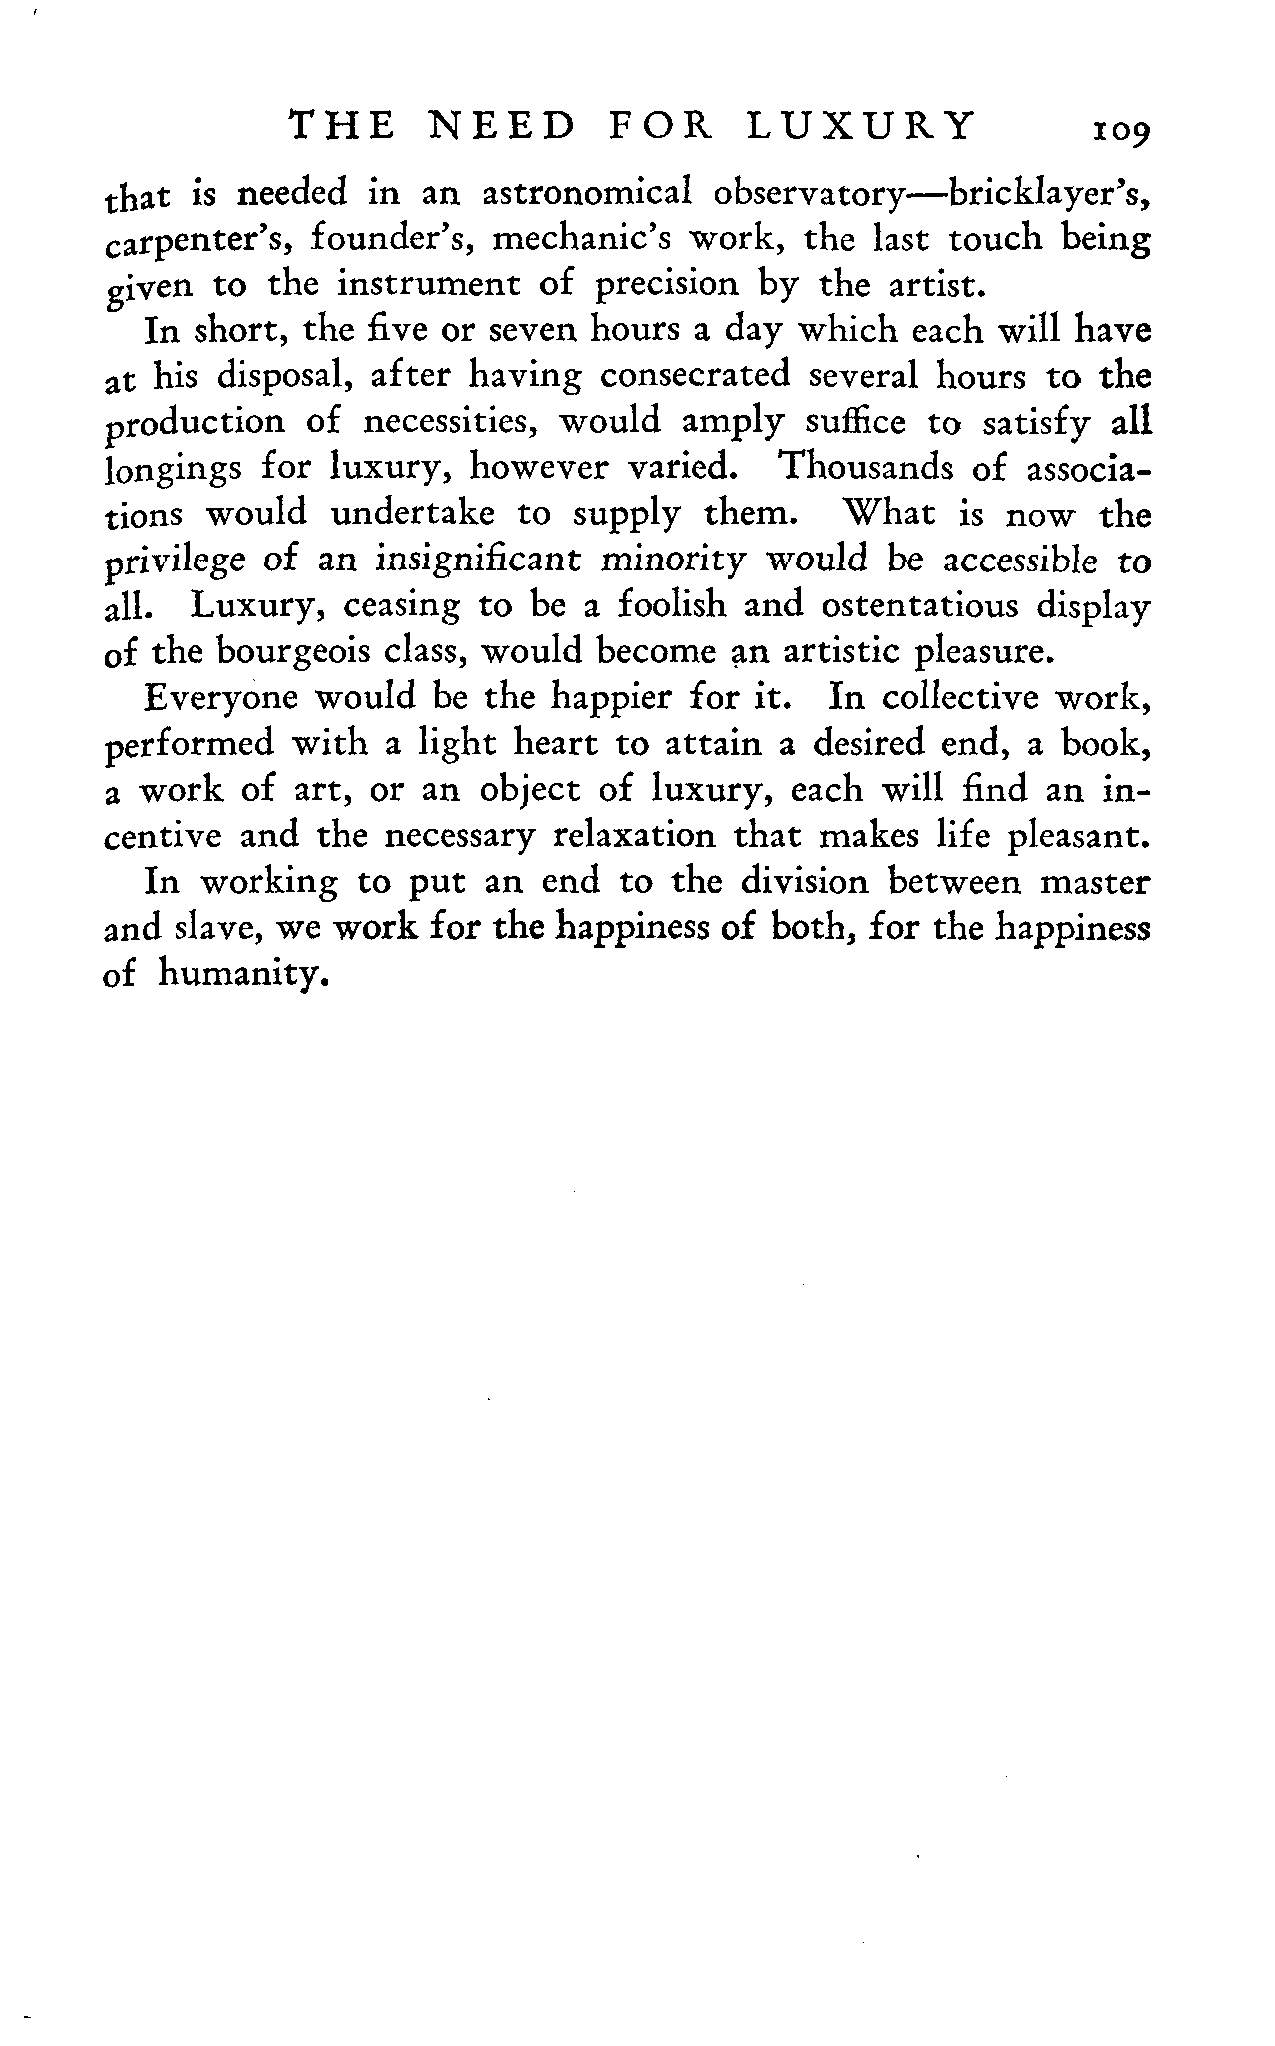 THE NEED FOR LUXURY 109
that is needed in an astronomical observatory—bricklayer's,
carpenter's, founder's, mechanic's work, the last touch being
given to the instrument of precision by the artist.
In short, the five or seven hours a day which each will have
at his disposal, after having consecrated several hours to the
production of necessities, would amply suffice to satisfy all
longings for luxury, however varied. Thousands of associa-
tions would undertake to supply them. What is now the
privilege of an insignificant minority would be accessible to
all. Luxury, ceasing to be a foolish and ostentatious display
of the bourgeois class, would become an artistic pleasure.
Everyone would be the happier for it. In collective work,
performed with a light heart to attain a desired end, a book,
a work of art, or an object of luxury, each will find an in-
centive and the necessary relaxation that makes life pleasant.
In working to put an end to the division between master
and slave, we work for the happiness of both, for the happiness
of humanity.